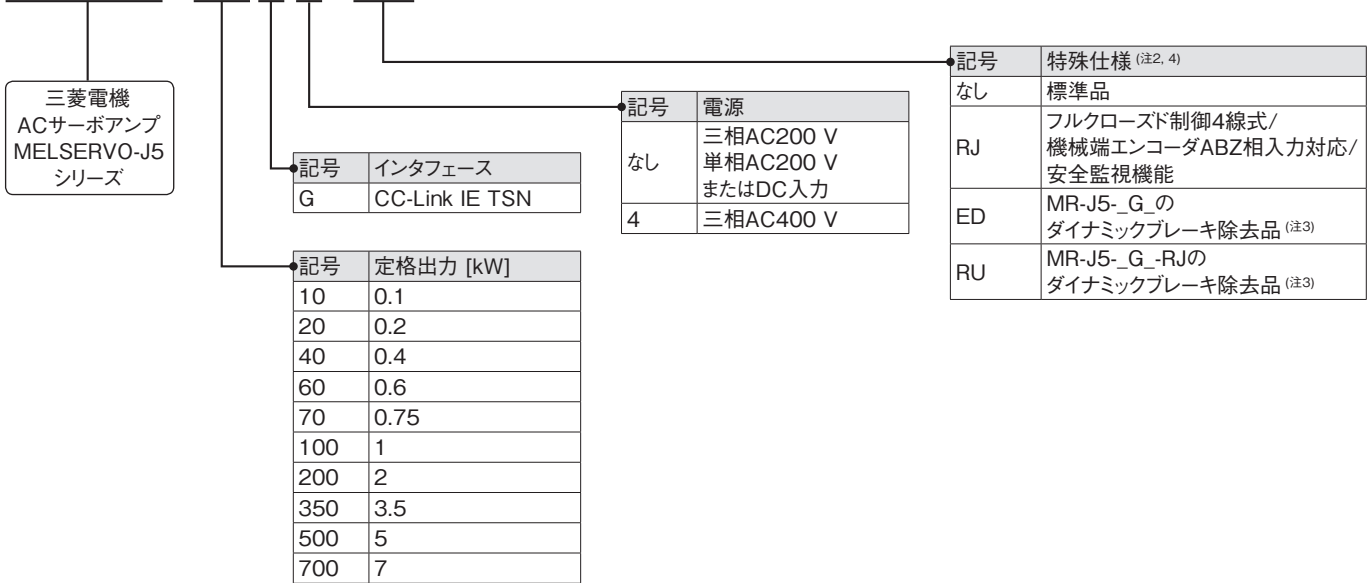 三菱電機
ACサーボアンプ
MELSERVO-J5
シリーズ
記号 定格出力 [kW]
10 0.1
20 0.2
40 0.4
60 0.6
70 0.75
100 1
200 2
350 3.5
500 5
700 7
記号 インタフェース
G CC-Link IE TSN
記号 電源
なし 三相AC200 V
単相AC200 V
またはDC入力
4 三相AC400 V
記号 特殊仕様 (注2, 4)
なし 標準品
RJ フルクローズド制御4線式/
機械端エンコーダABZ相入力対応/
安全監視機能
ED MR-J5-_G_の
ダイナミックブレーキ除去品 (注3)
RU MR-J5-_G_-RJの
ダイナミックブレーキ除去品 (注3)